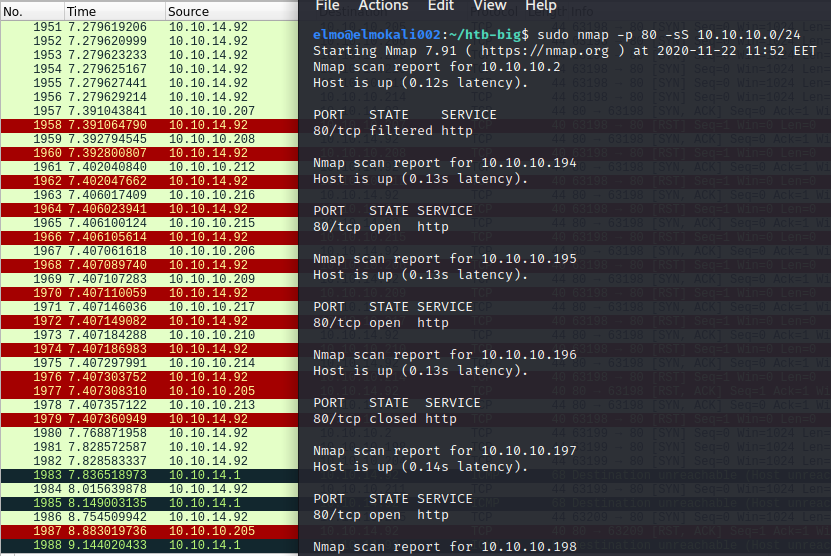 No. Time Source
1951 7.279619206 10.10.14.92
1952 7.279620999 10.10.14.92
1953 7.279623233 10.10.14.92
1954 7.279625167 10.10.14.92
1955 7.279627441 10.10.14.92
1956 7.279629214 10.10.14.92
1957 7.391043841 10.10.10.207
1958 7.391064790 10.10.14.92
1959 7.392794545 10.10.10.208
1960 7.392800807 10.10.14.92
1961 7.402040840 10.10.10.212
1962 7.402047662 10.10.14.92
1963 7.406017409 10.10.10.216
1964 7.406023941 10.10.14.92
1965 7.406100124 10.10.10.215
1966 7.406105614 10.10.14.92
1967 7.407061618 10.10.10.206
1968 7.407089740 10.10.14.92
1969 7.407107283 10.10.10.209
1970 7.407110059 10.10.14.92
1971 7.407146036 10.10.10.217
1972 7.407149082 10.10.14.92
1973 7.407184288 10.10.10.210
1974 7.407186983 10.10.14.92
1975 7.407297991 10.10.10.214
1976 7.407303752 10.10.14.92
1977 7.407308310 10.10.10.205
1978 7.407357122 10.10.10.213
1979 7.407360949 10.10.14.92
1980 7.768871958 10.10.14.92
1981 7.828572587 10.10.14.92
1982 7.828583337 10.10.14.92
1983 7.836518973 10.10.14.1
1984 8.015639878 10.10.14.92
1985 8.149003135 10.10.14.1
1986 8.754509942 10.10.14.92
1987 8.883019736 10.10.10.205
1988 9.144020433 10.10.14.1
File Actions Edit View Help
elmo@elmokali002:~/htb-big$ sudo nmap -p 80 -sS 10.10.10.0/24
Starting Nmap 7.91 ( https://nmap.org ) at 2020-11-22 11:52 EET
Nmap scan report for 10.10.10.2
Host is up (0.12s latency).
PORT STATE SERVICE
80/tcp filtered http
Nmap scan report for 10.10.10.194
Host is up (0.13s latency).
PORT STATE SERVICE
80/tcp open http
Nmap scan report for 10.10.10.195
Host is up (0.13s latency).
PORT STATE SERVICE
80/tcp open http
Nmap scan report for 10.10.10.196
Host is up (0.13s latency).
PORT STATE SERVICE
80/tcp closed http
Nmap scan report for 10.10.10.197
Host is up (0.14s latency).
PORT STATE SERVICE
80/tcp open http
Nmap scan report for 10.10.10.198